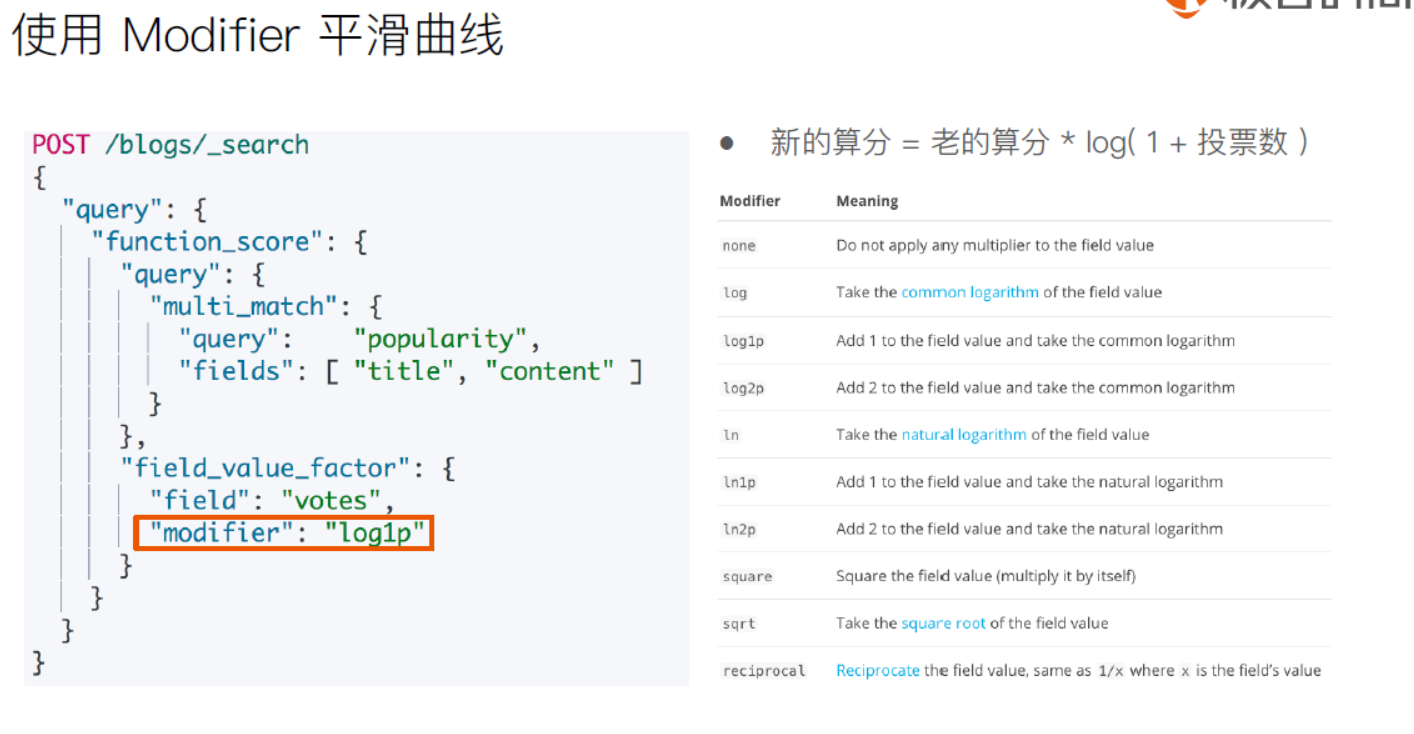 使用 Modifier 平滑曲线
POST /blogs/_search
{
"query": {
"function_score": {
"query": {
"multi_match": {
"query": "popularity",
"fields": [ "title", "content" ]
}
},
"field_value_factor": {
"field": "votes",
"modifier": "log1p"
}
}
}
}
● 新的算分 = 老的算分 * log( 1 + 投票数 )
Modifier Meaning
none Do not apply any multiplier to the field value
log Take the common logarithm of the field value
log1p Add 1 to the field value and take the common logarithm
log2p Add 2 to the field value and take the common logarithm
ln Take the natural logarithm of the field value
ln1p Add 1 to the field value and take the natural logarithm
ln2p Add 2 to the field value and take the natural logarithm
square Square the field value (multiply it by itself)
sqrt Take the square root of the field value
reciprocal Reciprocate the field value, same as 1/x where x is the field's value